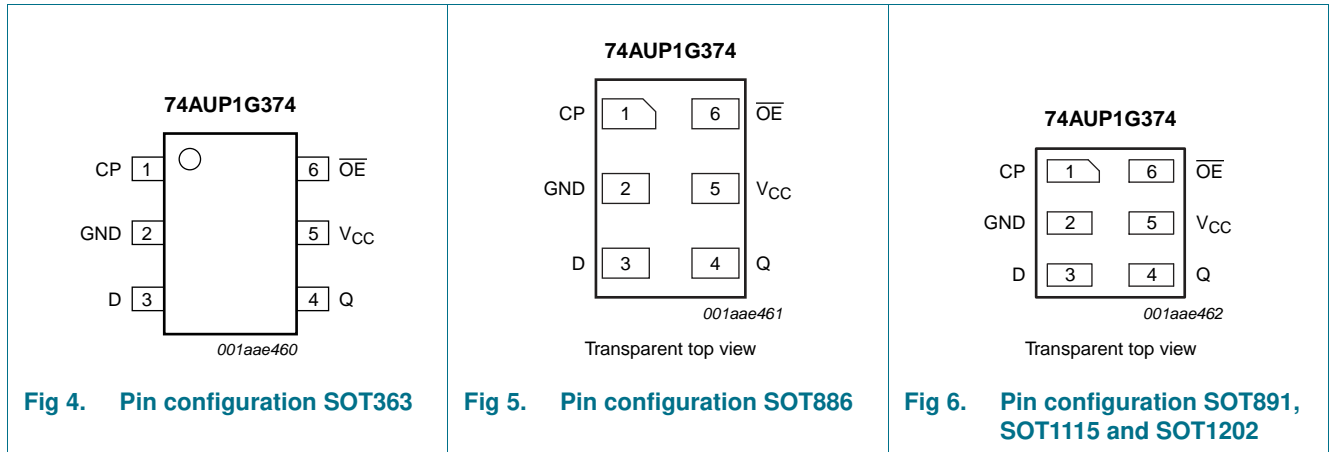 74AUP1G374
CP 1 6 O̅E̅
GND 2 5 VCC
D 3 4 Q
001aae460
Fig 4. Pin configuration SOT363
74AUP1G374
CP 1 6 O̅E̅
GND 2 5 VCC
D 3 4 Q
001aae461
Transparent top view
Fig 5. Pin configuration SOT886
74AUP1G374
CP 1 6 O̅E̅
GND 2 5 VCC
D 3 4 Q
001aae462
Transparent top view
Fig 6. Pin configuration SOT891,
SOT1115 and SOT1202